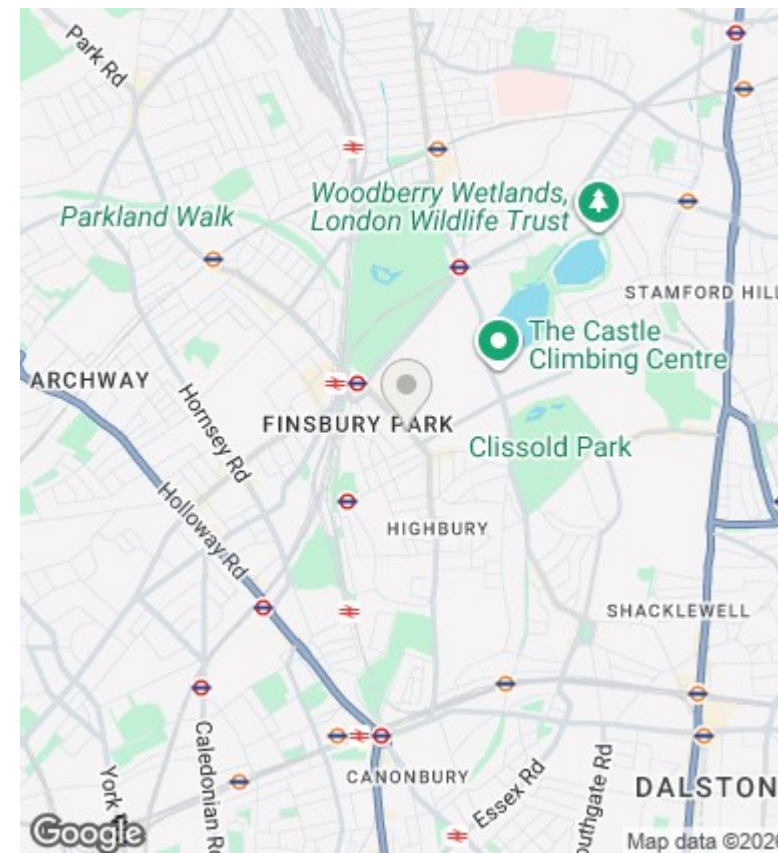 Park Rd
Woodberry Wetlands,
London Wildlife Trust
Parkland Walk
STAMFORD HILL
The Castle
Climbing Centre
ARCHWAY
Hornsey Rd
FINSBURY PARK
Clissold Park
Holloway Rd
HIGHBURY
SHACKLEWELL
Caledonian Rd
York
CANONBURY
Essex Rd
Southgate Rd
DALSTON
Google
Map data ©2026